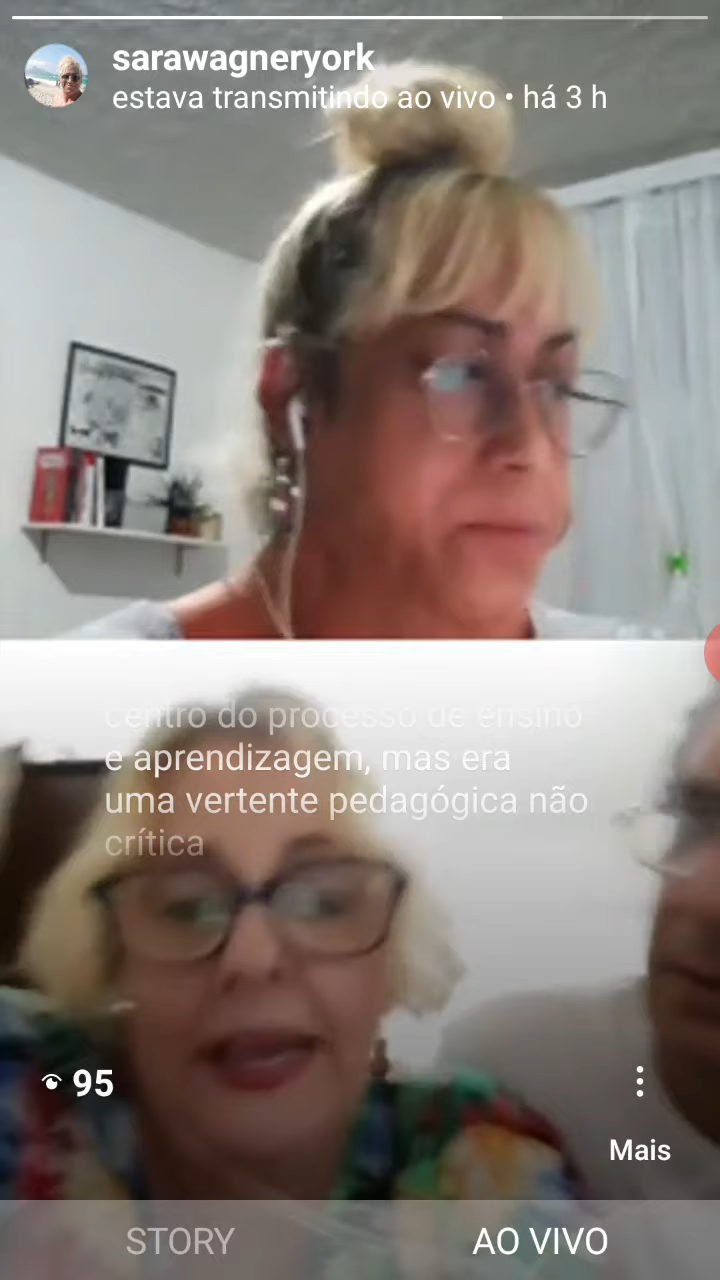 sarawagneryork
estava transmitindo ao vivo • há 3 h
centro do processo de ensino
e aprendizagem, mas era
uma vertente pedagógica não
crítica
95
Mais
STORY
AO VIVO